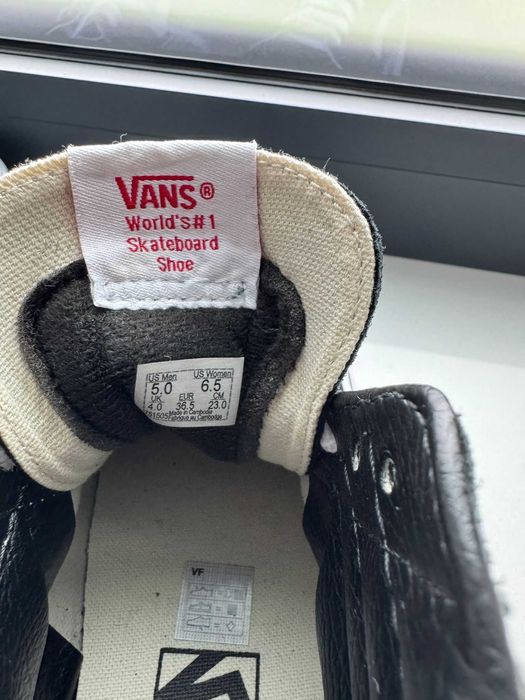 VANS®
World's#1
Skateboard
Shoe
US Men US Women
5.0 6.5
UK EUR CM
4.0 36.5 23.0
Made in Cambodia
Fabriqué au Cambodge
VF